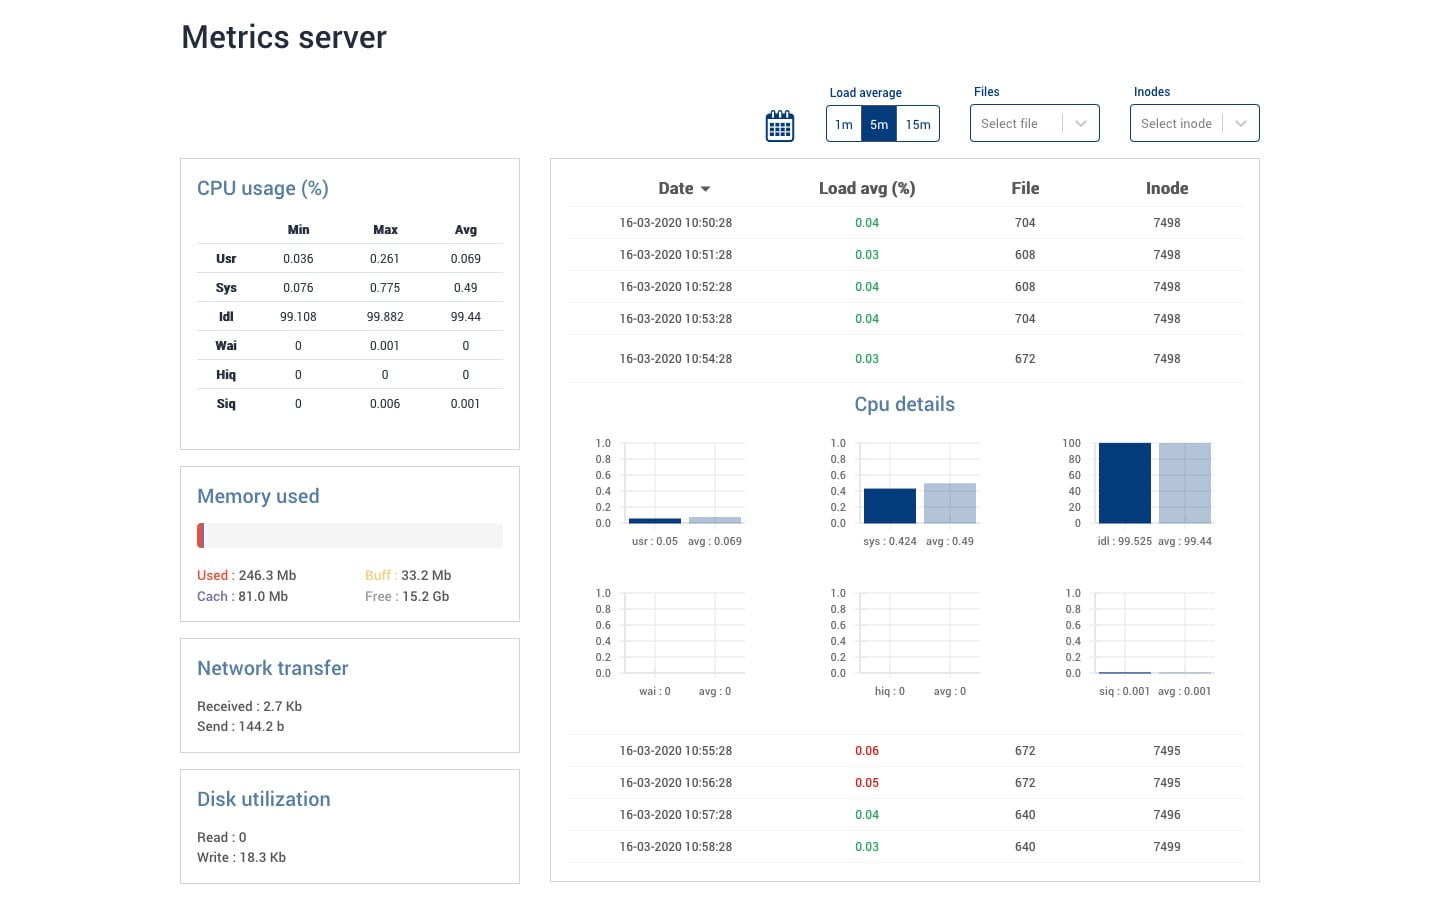 Metrics server
Load average
Files
Inodes
1m 5m 15m
Select file
Select inode
CPU usage (%)
Min Max Avg
Usr 0.036 0.261 0.069
Sys 0.076 0.775 0.49
Idl 99.108 99.882 99.44
Wai 0 0.001 0
Hiq 0 0 0
Siq 0 0.006 0.001
Memory used
Used : 246.3 Mb Buff : 33.2 Mb
Cach : 81.0 Mb Free : 15.2 Gb
Network transfer
Received : 2.7 Kb
Send : 144.2 b
Disk utilization
Read : 0
Write : 18.3 Kb
Date Load avg (%) File Inode
16-03-2020 10:50:28 0.04 704 7498
16-03-2020 10:51:28 0.03 608 7498
16-03-2020 10:52:28 0.04 608 7498
16-03-2020 10:53:28 0.04 704 7498
16-03-2020 10:54:28 0.03 672 7498
Cpu details
1.0 1.0 100
0.8 0.8 80
0.6 0.6 60
0.4 0.4 40
0.2 0.2 20
0.0 0.0 0
usr : 0.05 avg : 0.069 sys : 0.424 avg : 0.49 idl : 99.525 avg : 99.44
1.0 1.0 1.0
0.8 0.8 0.8
0.6 0.6 0.6
0.4 0.4 0.4
0.2 0.2 0.2
0.0 0.0 0.0
wai : 0 avg : 0 hiq : 0 avg : 0 siq : 0.001 avg : 0.001
16-03-2020 10:55:28 0.06 672 7495
16-03-2020 10:56:28 0.05 672 7495
16-03-2020 10:57:28 0.04 640 7496
16-03-2020 10:58:28 0.03 640 7499